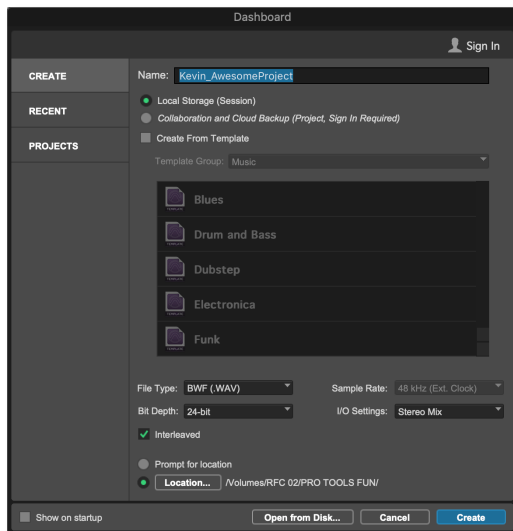 Dashboard
Sign In
CREATE
RECENT
PROJECTS
Name: Kevin_AwesomeProject
Local Storage (Session)
Collaboration and Cloud Backup (Project, Sign In Required)
Create From Template
Template Group: Music
Blues
Drum and Bass
Dubstep
Electronica
Funk
File Type: BWF (.WAV) Sample Rate: 48 kHz (Ext. Clock)
Bit Depth: 24-bit I/O Settings: Stereo Mix
Interleaved
Prompt for location
Location... /Volumes/RFC 02/PRO TOOLS FUN/
Show on startup Open from Disk... Cancel Create